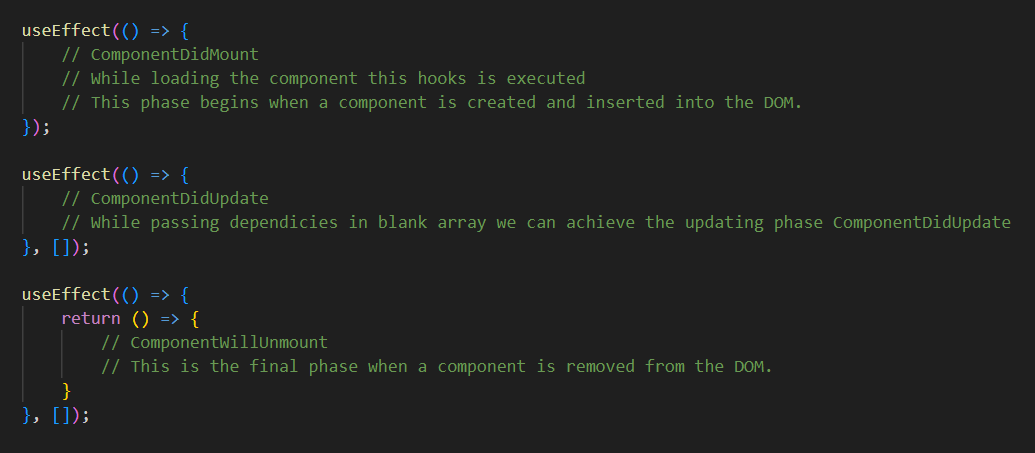 useEffect(() => {
    // ComponentDidMount
    // While loading the component this hooks is executed
    // This phase begins when a component is created and inserted into the DOM.
});

useEffect(() => {
    // ComponentDidUpdate
    // While passing dependicies in blank array we can achieve the updating phase ComponentDidUpdate
}, []);

useEffect(() => {
    return () => {
        // ComponentWillUnmount
        // This is the final phase when a component is removed from the DOM.
    }
}, []);